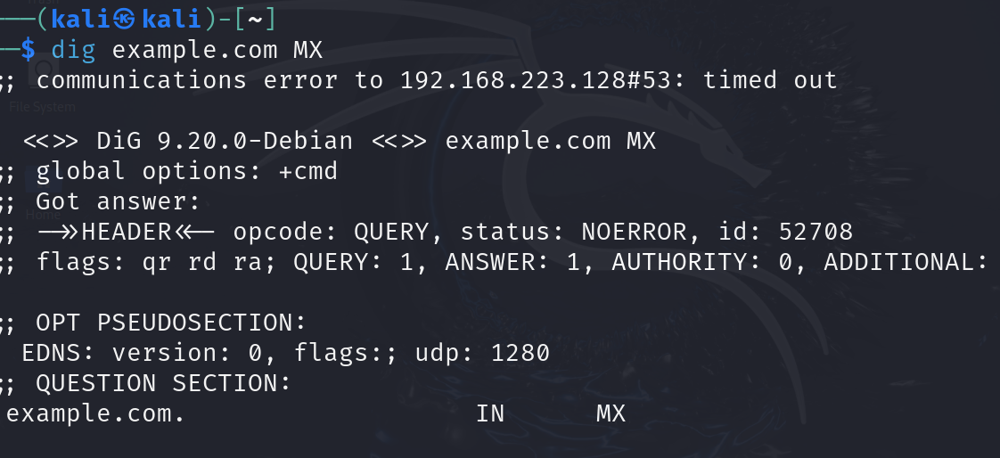 (kali㉿kali)-[~]
$ dig example.com MX
;; communications error to 192.168.223.128#53: timed out
File System
<<>> DiG 9.20.0-Debian <<>> example.com MX
;; global options: +cmd
;; Got answer:
Home
;; ->>HEADER<<- opcode: QUERY, status: NOERROR, id: 52708
;; flags: qr rd ra; QUERY: 1, ANSWER: 1, AUTHORITY: 0, ADDITIONAL:
;; OPT PSEUDOSECTION:
EDNS: version: 0, flags:; udp: 1280
;; QUESTION SECTION:
example.com. IN MX